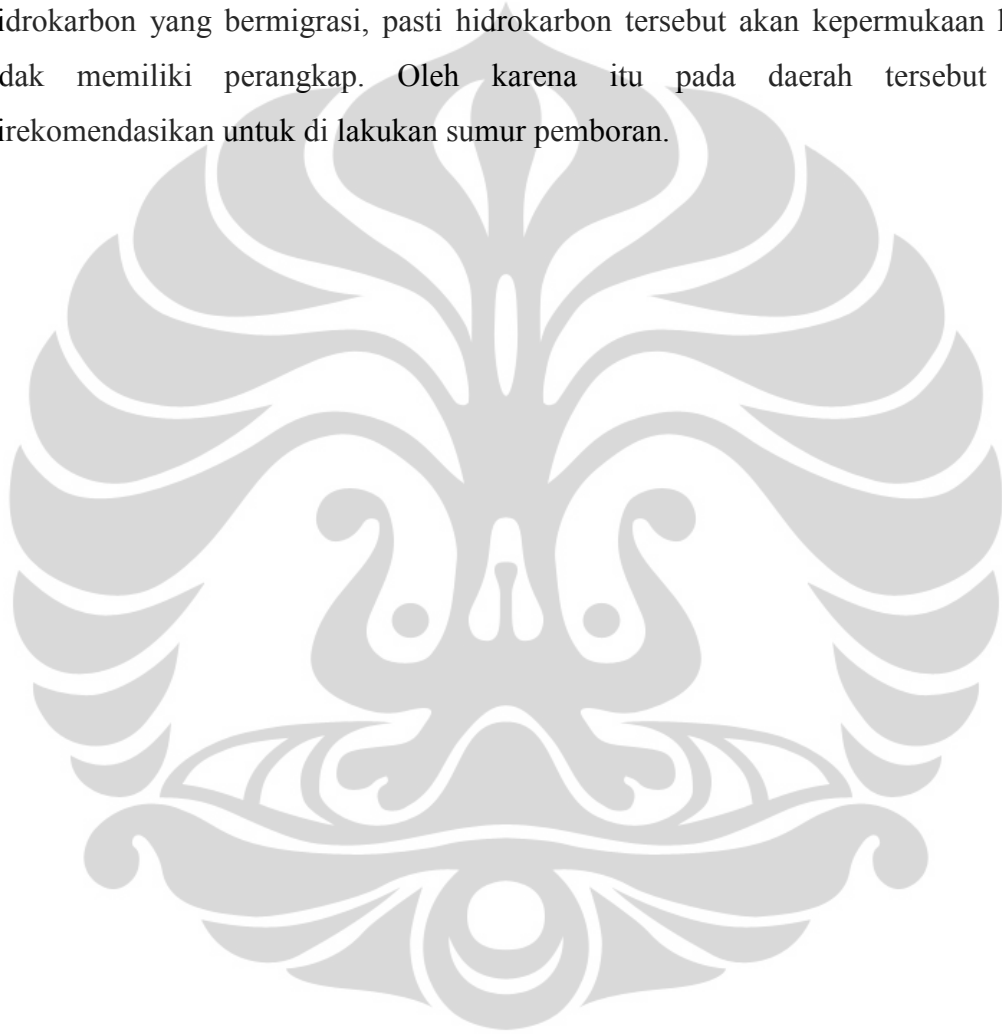 idrokarbon yang bermigrasi, pasti hidrokarbon tersebut akan kepermukaan
dak memiliki perangkap. Oleh karena itu pada daerah tersebut
irekomendasikan untuk di lakukan sumur pemboran.